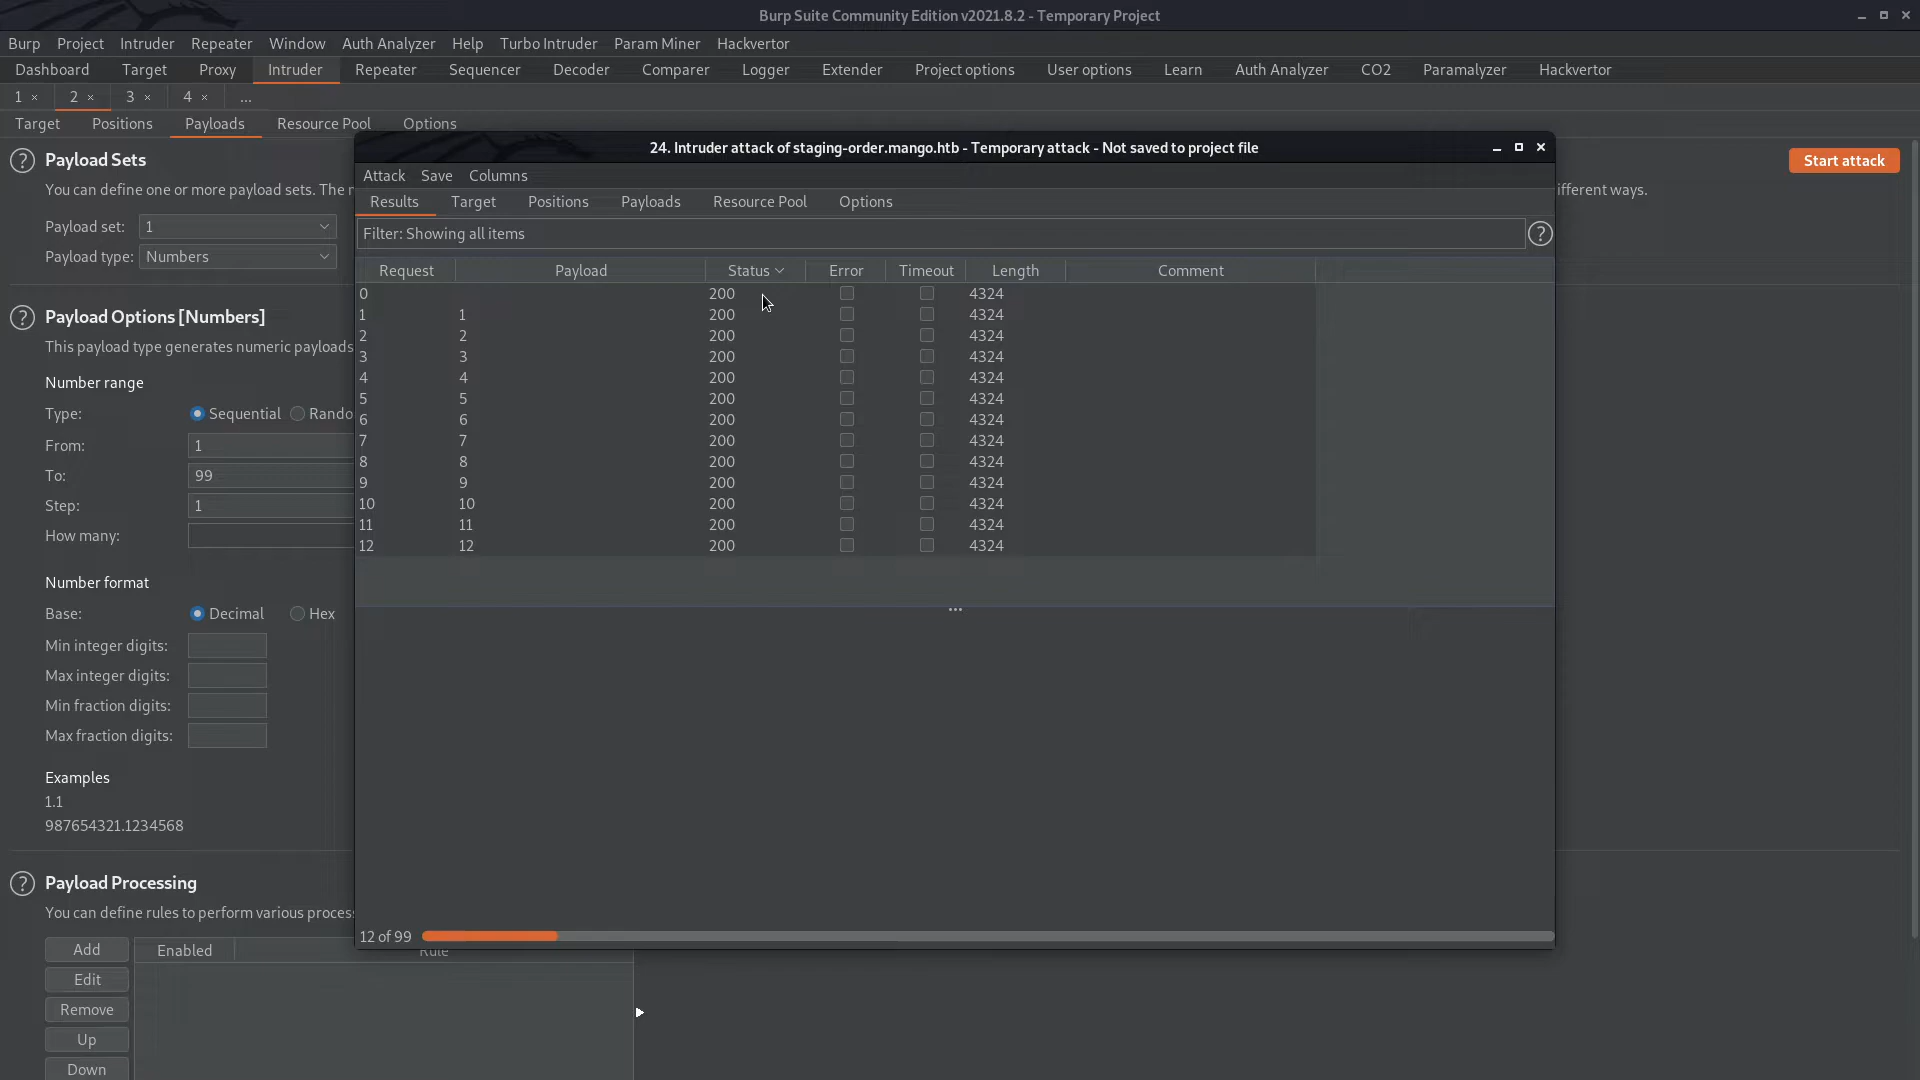 Burp Suite Community Edition v2021.8.2 - Temporary Project
Burp Project Intruder Repeater Window Auth Analyzer Help Turbo Intruder Param Miner Hackvertor
Dashboard Target Proxy Intruder Repeater Sequencer Decoder Comparer Logger Extender Project options User options Learn Auth Analyzer CO2 Paramalyzer Hackvertor
1 × 2 × 3 × 4 × ...
Target Positions Payloads Resource Pool Options
? Payload Sets
Start attack
You can define one or more payload sets. The n
ifferent ways.
Payload set: 1
Payload type: Numbers
? Payload Options [Numbers]
This payload type generates numeric payloads
Number range
Type: Sequential Rando
From: 1
To: 99
Step: 1
How many:
Number format
Base: Decimal Hex
Min integer digits:
Max integer digits:
Min fraction digits:
Max fraction digits:
Examples
1.1
987654321.1234568
? Payload Processing
You can define rules to perform various proces
Add Enabled Rule
Edit
Remove
Up
Down
24. Intruder attack of staging-order.mango.htb - Temporary attack - Not saved to project file
Attack Save Columns
Results Target Positions Payloads Resource Pool Options
Filter: Showing all items ?
Request Payload Status Error Timeout Length Comment
0 200 4324
1 1 200 4324
2 2 200 4324
3 3 200 4324
4 4 200 4324
5 5 200 4324
6 6 200 4324
7 7 200 4324
8 8 200 4324
9 9 200 4324
10 10 200 4324
11 11 200 4324
12 12 200 4324
...
12 of 99